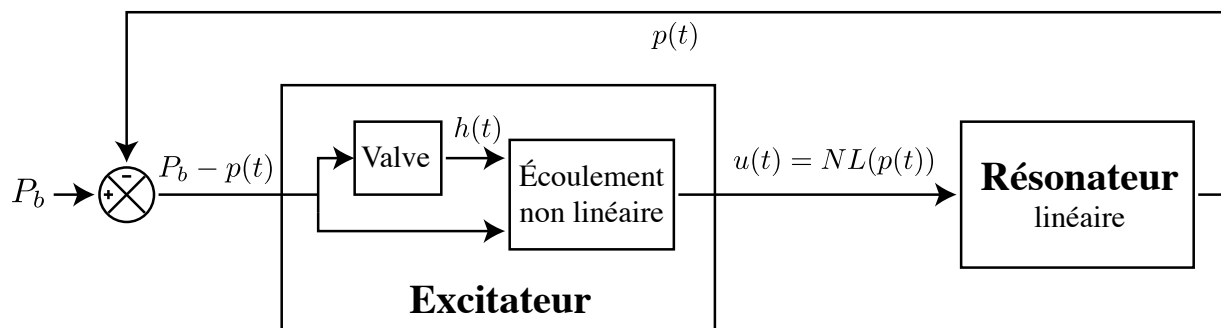 p(t)
P_b
+
-
P_b − p(t)
Valve
h(t)
Écoulement
non linéaire
Excitateur
u(t) = NL(p(t))
Résonateur
linéaire